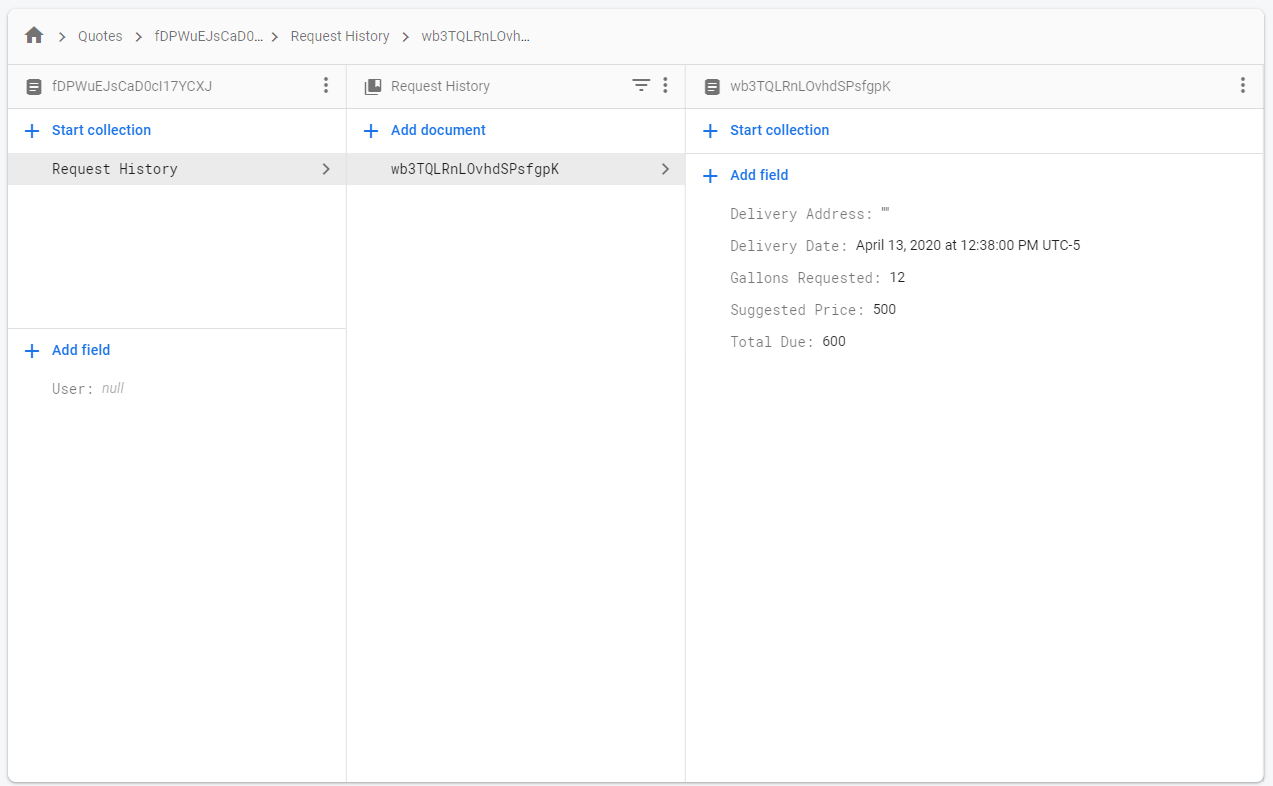 Quotes > fDPWuEJsCaD0... > Request History > wb3TQLRnLOvh...
fDPWuEJsCaD0cI17YCXJ
Start collection
Request History
Add field
User: null
Request History
Add document
wb3TQLRnLOvhdSPsfgpK
wb3TQLRnLOvhdSPsfgpK
Start collection
Add field
Delivery Address: ""
Delivery Date: April 13, 2020 at 12:38:00 PM UTC-5
Gallons Requested: 12
Suggested Price: 500
Total Due: 600